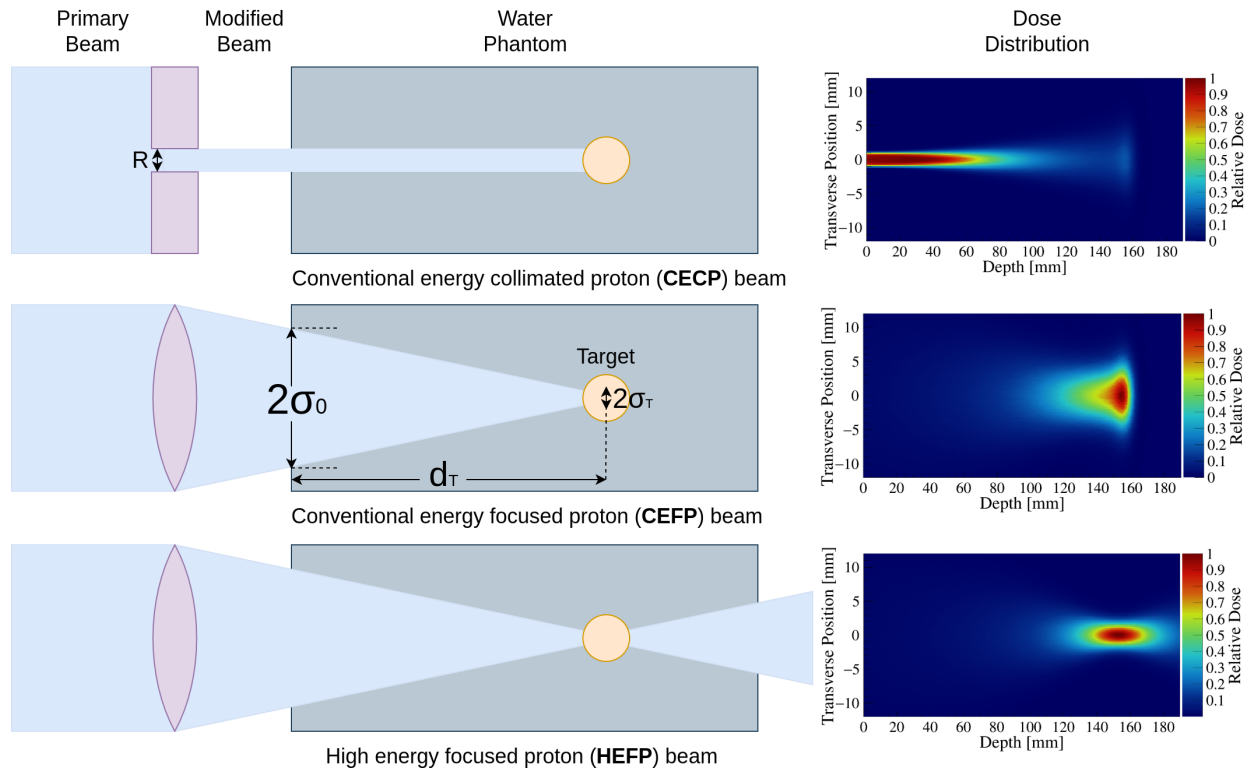 Primary
Beam
Modified
Beam
Water
Phantom
Dose
Distribution
R
Conventional energy collimated proton (CECP) beam
Transverse Position [mm]
10
5
0
−5
−10
0 20 40 60 80 100 120 140 160 180
Depth [mm]
1
0.9
0.8
0.7
0.6
0.5
0.4
0.3
0.2
0.1
0
Relative Dose
2σ0
Target
2σT
dT
Conventional energy focused proton (CEFP) beam
Transverse Position [mm]
10
5
0
−5
−10
0 20 40 60 80 100 120 140 160 180
Depth [mm]
1
0.9
0.8
0.7
0.6
0.5
0.4
0.3
0.2
0.1
0
Relative Dose
High energy focused proton (HEFP) beam
Transverse Position [mm]
10
5
0
−5
−10
0 20 40 60 80 100 120 140 160 180
Depth [mm]
1
0.9
0.8
0.7
0.6
0.5
0.4
0.3
0.2
0.1
Relative Dose